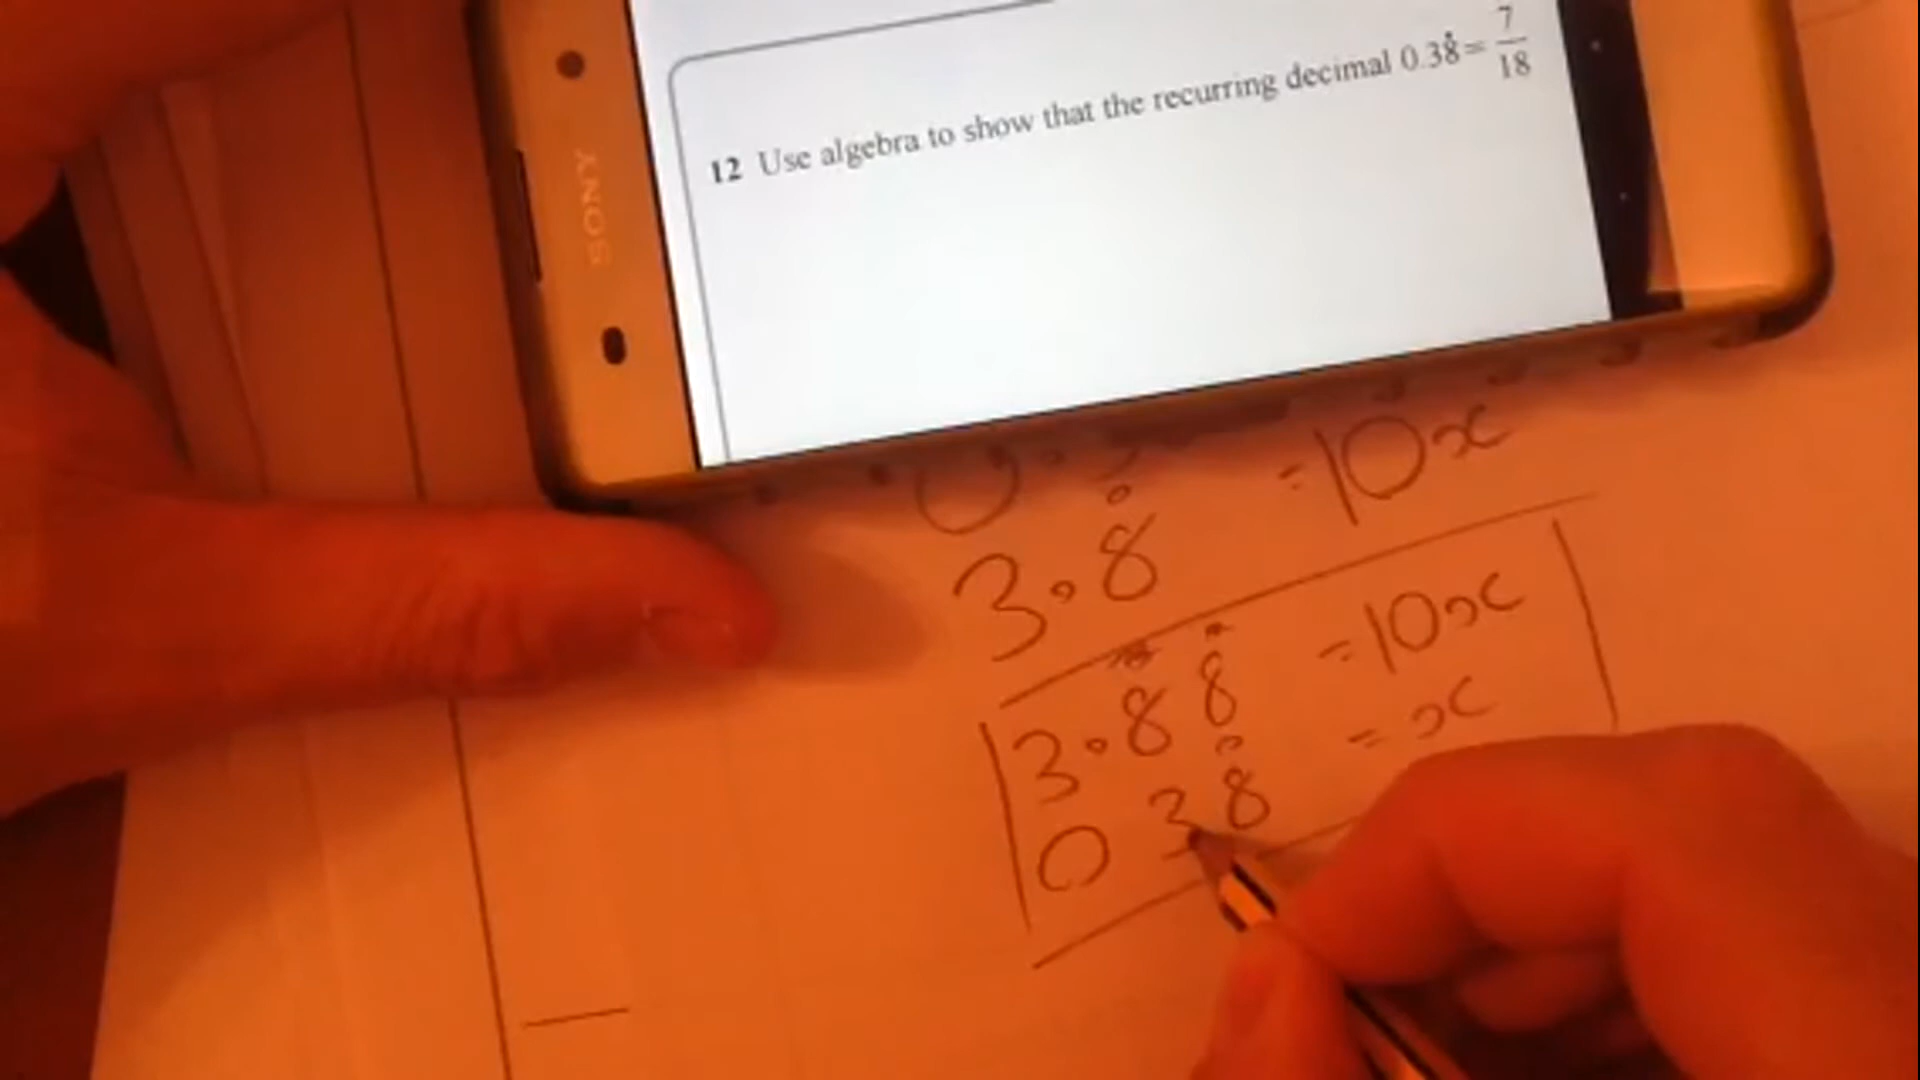 SONY
12 Use algebra to show that the recurring decimal 0.38̇ = 7/18
3.8̇ = 10x
3.88̇ = 10x
0 38̇ = x